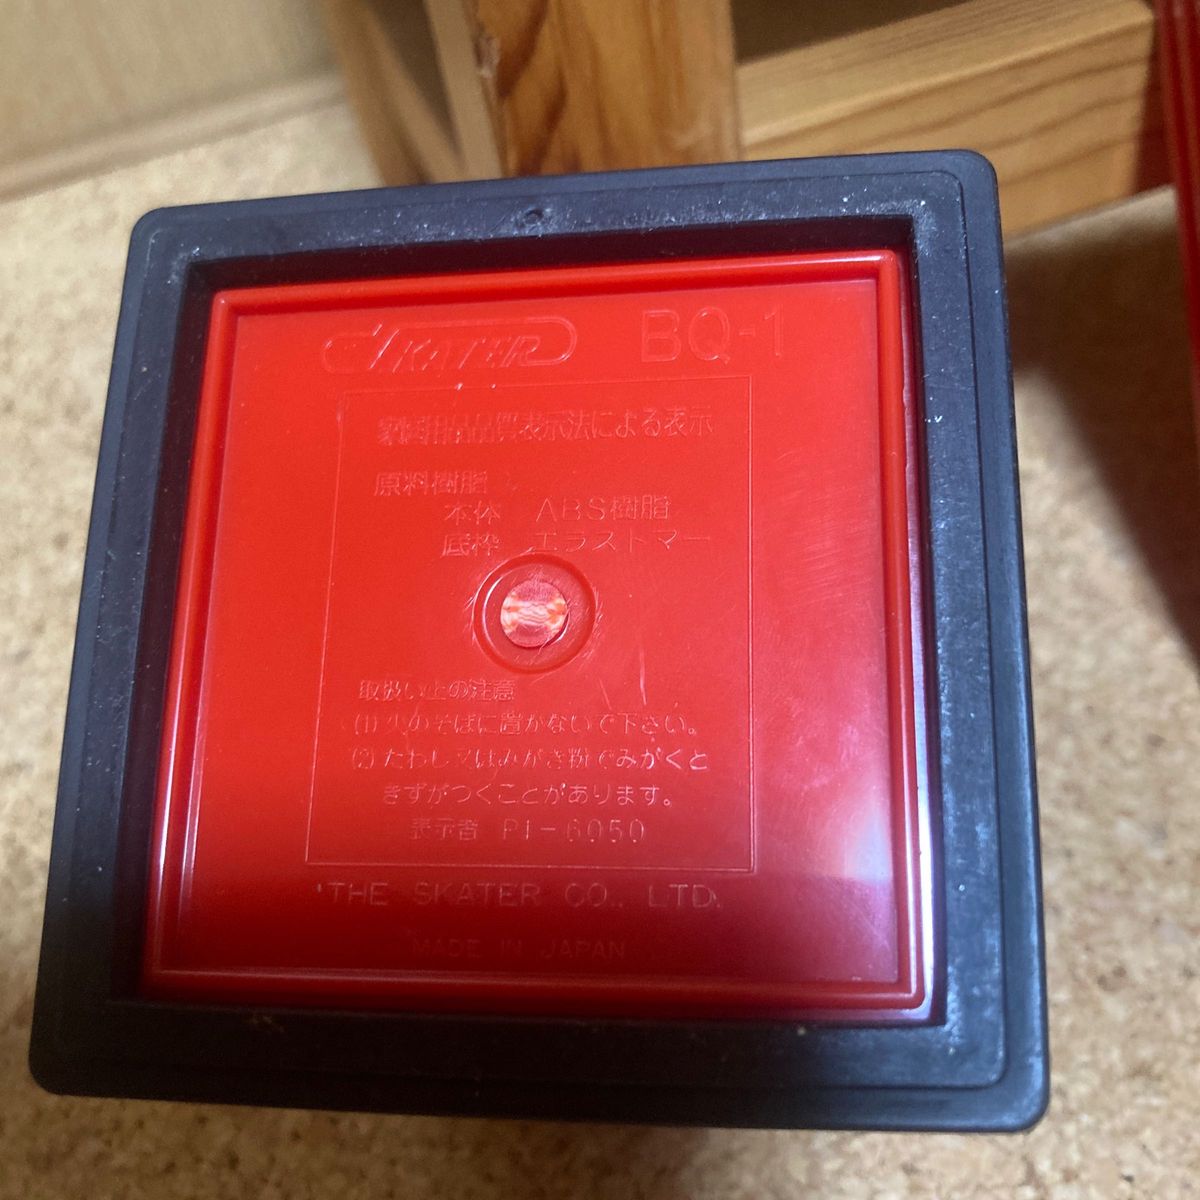 SKATER BQ-1
家庭用品品質表示法による表示
原料樹脂
本体 ABS樹脂
底枠 エラストマー
取扱い上の注意
(1) 火のそばに置かないで下さい。
(2) たわし又はみがき粉でみがくと
きずがつくことがあります。
表示者 PI-6050
THE SKATER CO., LTD.
MADE IN JAPAN